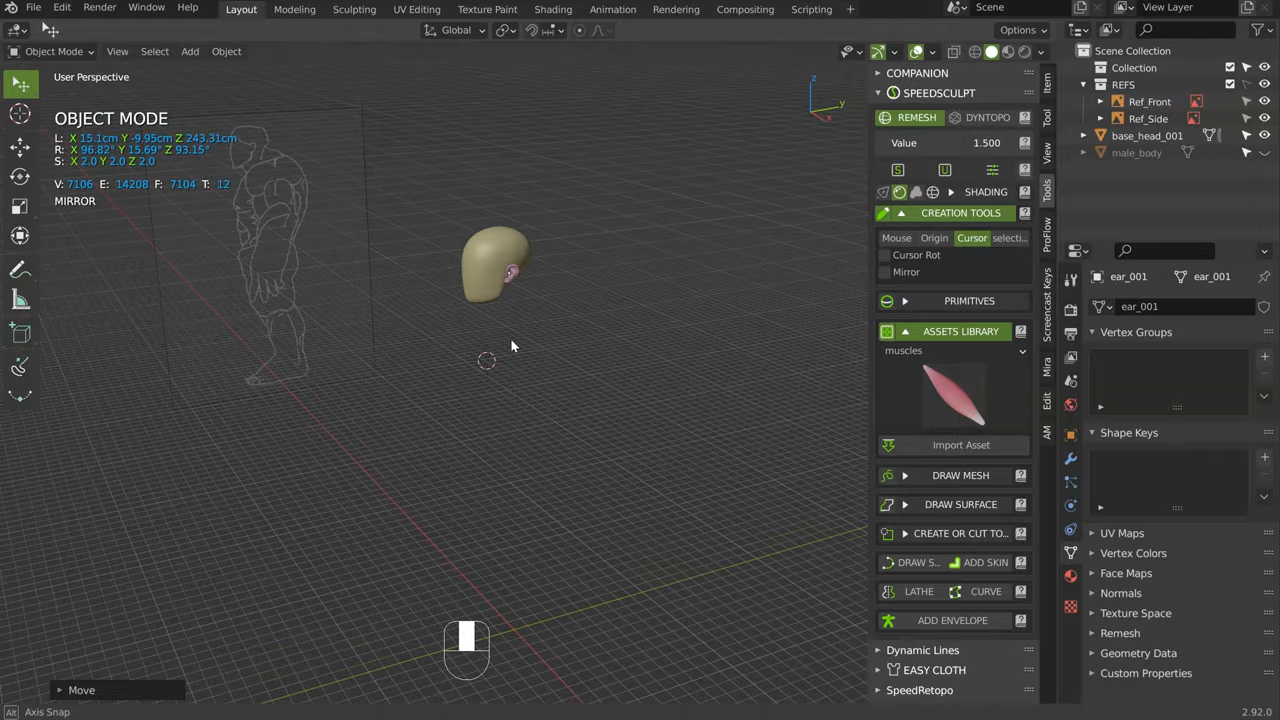 File Edit Render Window Help Layout Modeling Sculpting UV Editing Texture Paint Shading Animation Rendering Compositing Scripting + Scene View Layer
Global Options
Object Mode View Select Add Object
User Perspective
OBJECT MODE
L: X 15.1cm Y -9.95cm Z 243.31cm
R: X 96.82° Y 15.69° Z 93.15°
S: X 2.0 Y 2.0 Z 2.0
V: 7106 E: 14208 F: 7104 T: 12
MIRROR
z
y
x
Move
COMPANION
SPEEDSCULPT
REMESH DYNTOPO
Value 1.500
S U
SHADING
CREATION TOOLS
Mouse Origin Cursor selecti...
Cursor Rot
Mirror
PRIMITIVES
ASSETS LIBRARY
muscles
Import Asset
DRAW MESH
DRAW SURFACE
CREATE OR CUT TO...
DRAW S... ADD SKIN
LATHE CURVE
ADD ENVELOPE
Dynamic Lines
EASY CLOTH
SpeedRetopo
Item
Tool
View
Tools
ProFlow
Screencast Keys
Mira
Edit
AM
Scene Collection
Collection
REFS
Ref_Front
Ref_Side
base_head_001
male_body
ear_001 ear_001
ear_001
Vertex Groups
Shape Keys
UV Maps
Vertex Colors
Face Maps
Normals
Texture Space
Remesh
Geometry Data
Custom Properties
Alt Axis Snap 2.92.0